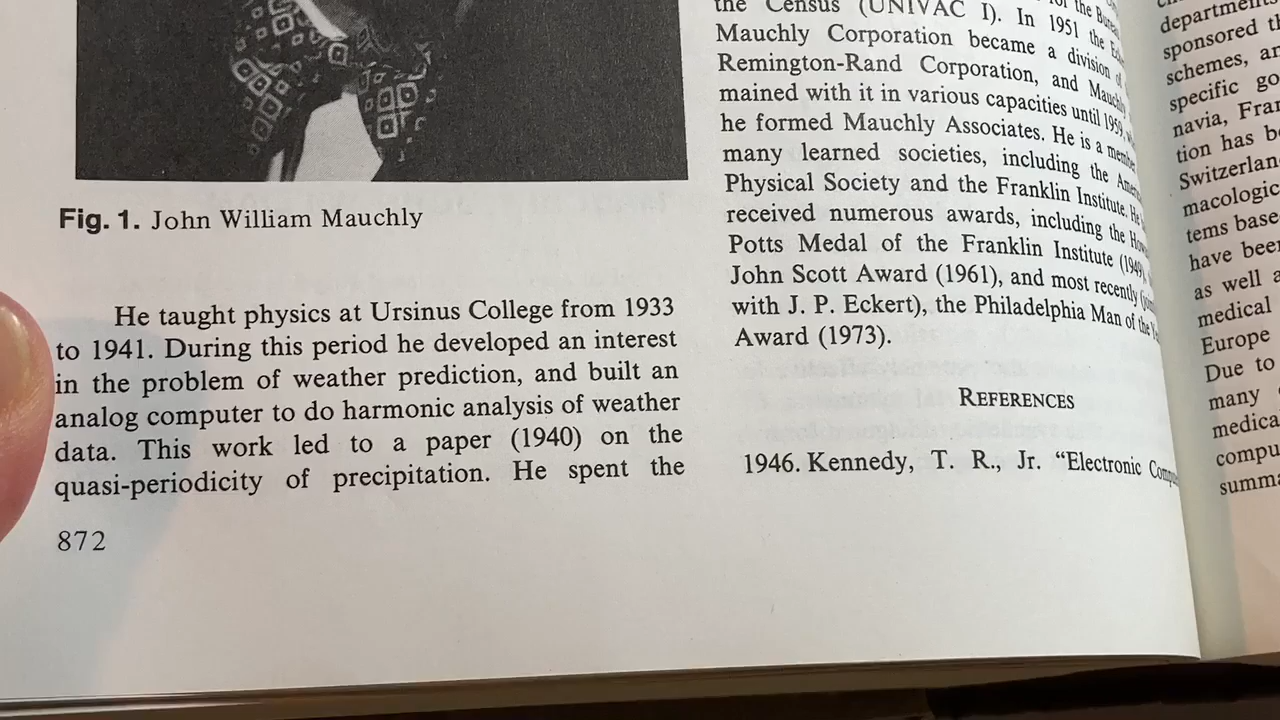 Fig. 1. John William Mauchly
He taught physics at Ursinus College from 1933
to 1941. During this period he developed an interest
in the problem of weather prediction, and built an
analog computer to do harmonic analysis of weather
data. This work led to a paper (1940) on the
quasi-periodicity of precipitation. He spent the
872
the Census (UNIVAC I). In 1951 the
Mauchly Corporation became a division
Remington-Rand Corporation, and Mauchly
mained with it in various capacities until 1959,
he formed Mauchly Associates. He is a
many learned societies, including the
Physical Society and the Franklin Institute. He
received numerous awards, including the
Potts Medal of the Franklin Institute (1949),
John Scott Award (1961), and most recently
with J. P. Eckert), the Philadelphia Man of the
Award (1973).
REFERENCES
1946. Kennedy, T. R., Jr. “Electronic
sponsored
schemes,
specific
navia,
tion has
tems base
have been
as well
medical
Europe
Due to
many